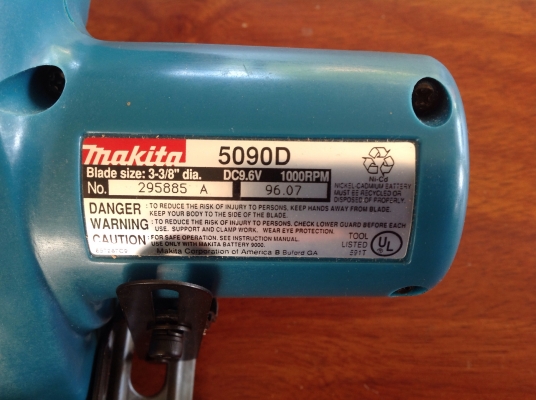 Makita 5090D
Blade size: 3-3/8" dia. DC9.6V 1000RPM
No. 295885 A 96.07
Ni-Cd
NICKEL-CADMIUM BATTERY
MUST BE RECYCLED OR
DISPOSED OF PROPERLY.
DANGER : TO REDUCE THE RISK OF INJURY TO PERSONS, KEEP HANDS AWAY FROM BLADE.
KEEP YOUR BODY TO THE SIDE OF THE BLADE.
WARNING : TO REDUCE THE RISK OF INJURY TO PERSONS, CHECK LOWER GUARD BEFORE EACH
USE. SUPPORT AND CLAMP WORK. WEAR EYE PROTECTION.
CAUTION : FOR SAFE OPERATION, SEE INSTRUCTION MANUAL.
USE ONLY WITH MAKITA BATTERY 9000.
Makita Corporation of America B Buford GA
TOOL
LISTED UL
991T